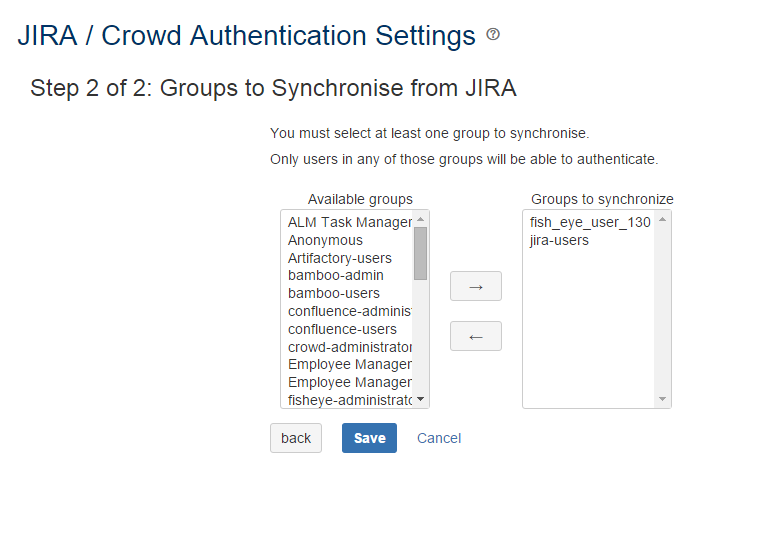 JIRA / Crowd Authentication Settings ?
Step 2 of 2: Groups to Synchronise from JIRA
You must select at least one group to synchronise.
Only users in any of those groups will be able to authenticate.
Available groups
ALM Task Manager
Anonymous
Artifactory-users
bamboo-admin
bamboo-users
confluence-adminis
confluence-users
crowd-administrator
Employee Manager
Employee Manager
fisheye-administrato
→
←
Groups to synchronize
fish_eye_user_130
jira-users
back Save Cancel